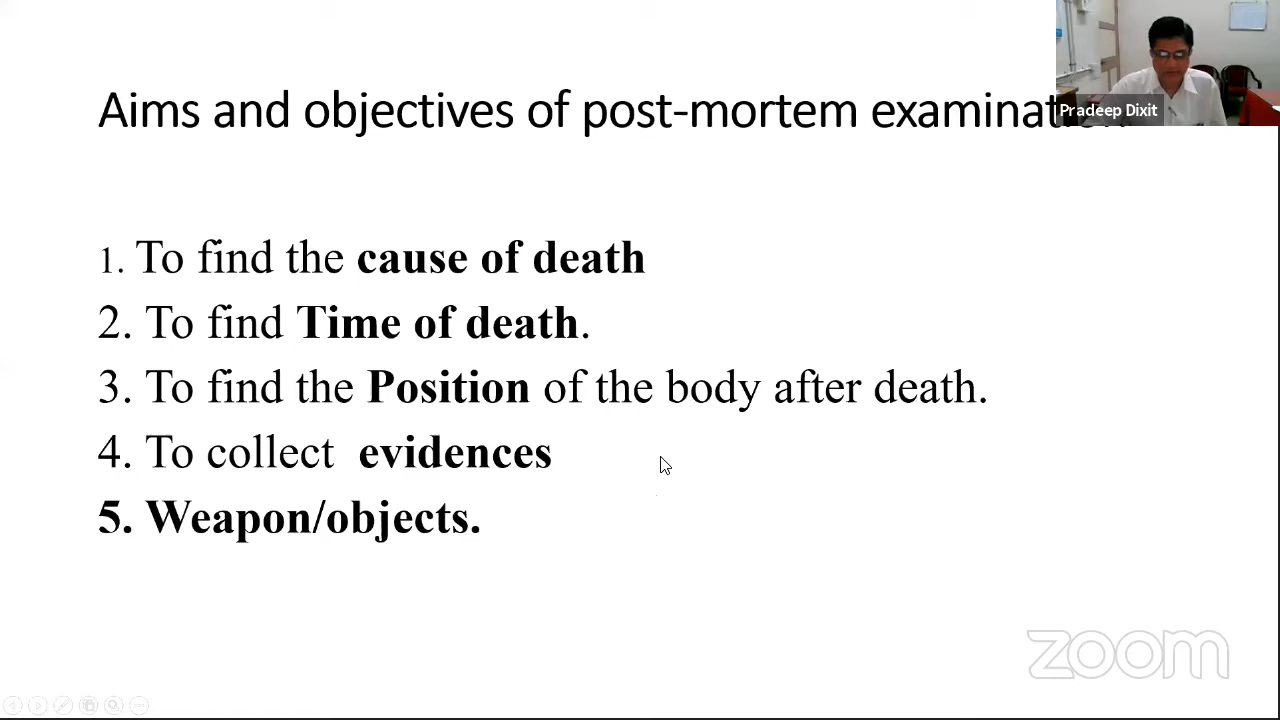 Aims and objectives of post-mortem examination
Pradeep Dixit
1. To find the cause of death
2. To find Time of death.
3. To find the Position of the body after death.
4. To collect evidences
5. Weapon/objects.
zoom